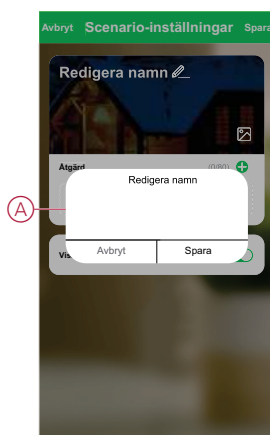 Avbryt Scenario-inställningar Spara
Redigera namn
Åtgärd (0/80)
Redigera namn
A
Avbryt Spara
Vis